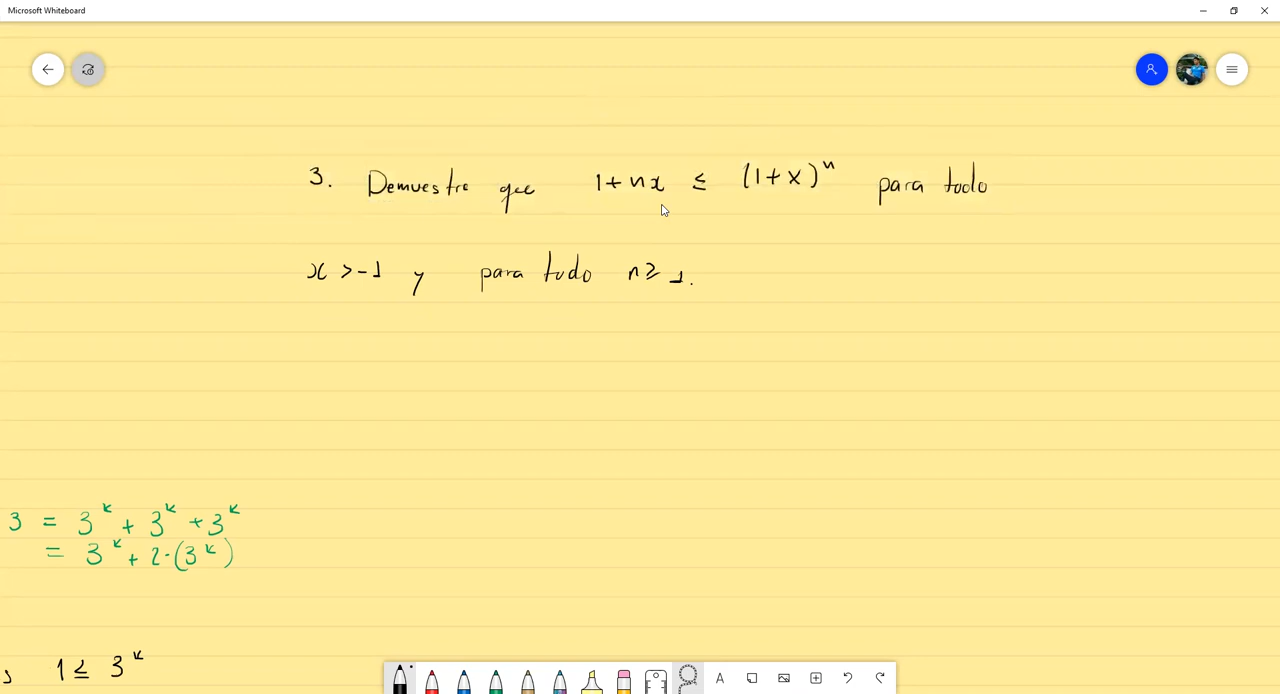 Microsoft Whiteboard
3. Demuestre que 1+nx ≤ (1+x)^n para todo
x > -1 y para todo n ≥ 1.
3 = 3^k + 3^k + 3^k
= 3^k + 2·(3^k)
1 ≤ 3^k
A